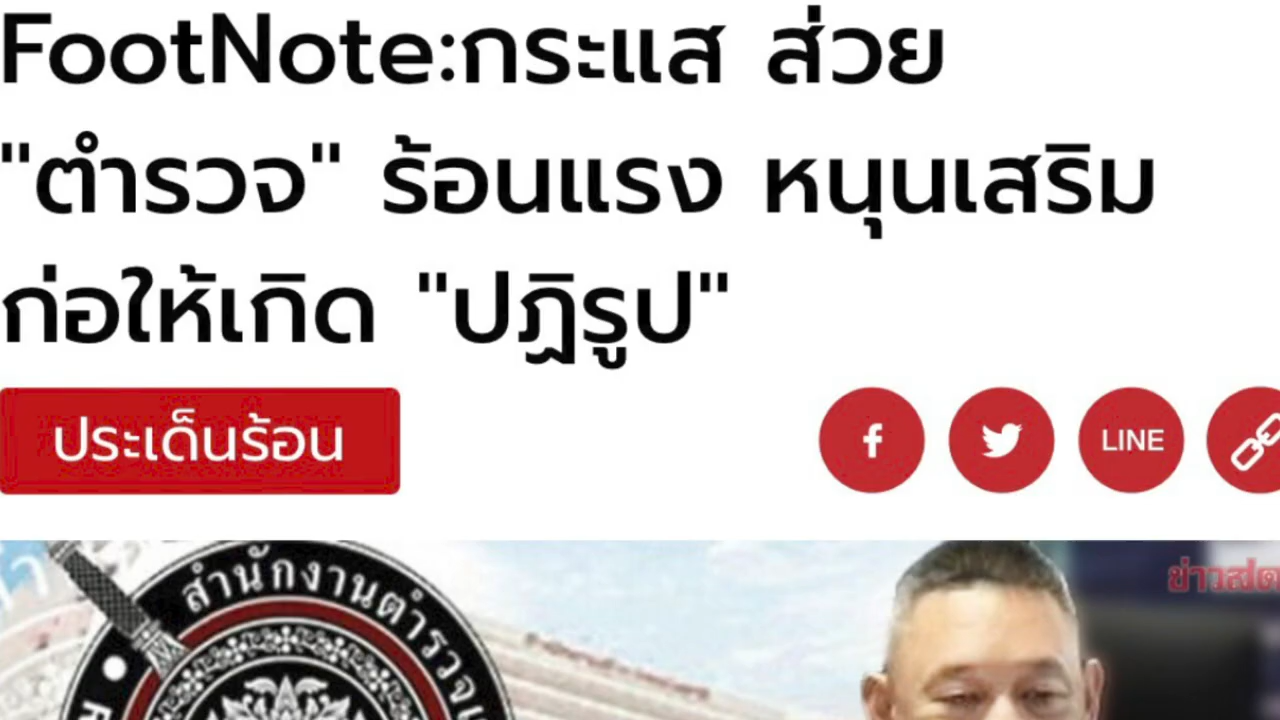 FootNote:กระแส ส่วย
"ตำรวจ" ร้อนแรง หนุนเสริม
ก่อให้เกิด "ปฏิรูป"
ประเด็นร้อน
LINE
สำนักงานตำรวจ